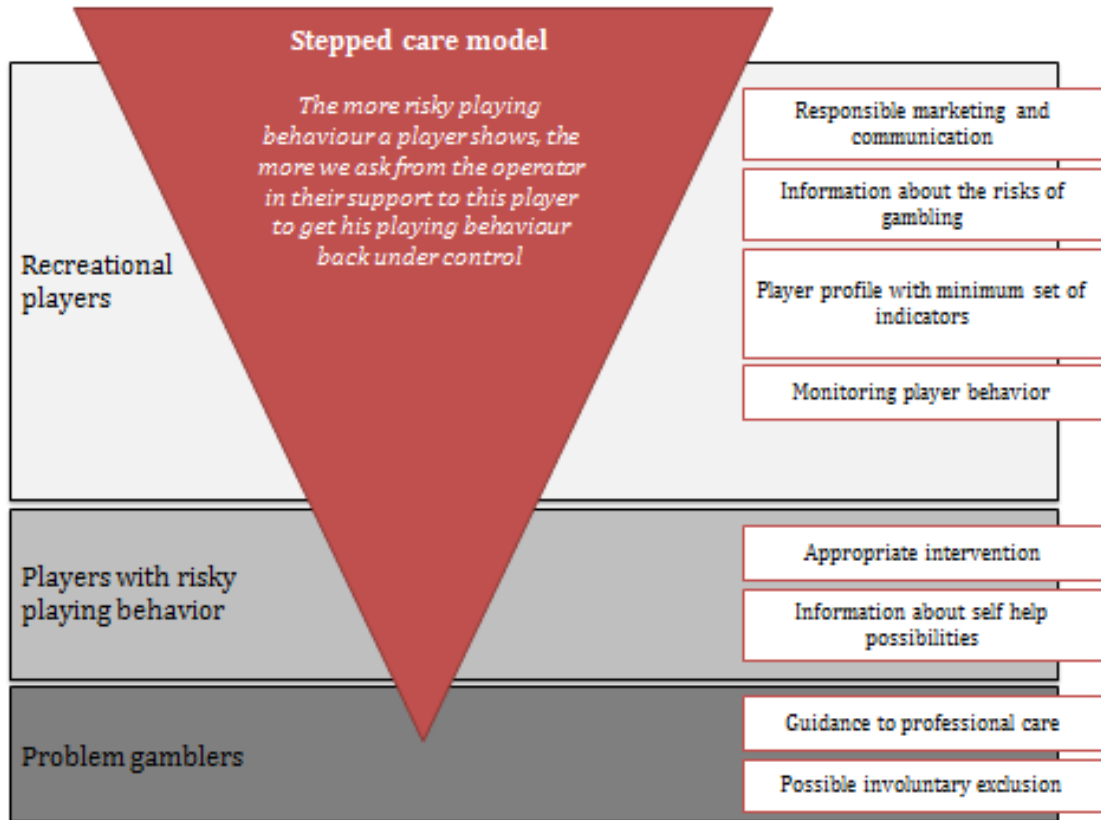 Stepped care model
The more risky playing
behaviour a player shows, the
more we ask from the operator
in their support to this player
to get his playing behaviour
back under control
Recreational
players
Responsible marketing and
communication
Information about the risks of
gambling
Player profile with minimum set of
indicators
Monitoring player behavior
Players with risky
playing behavior
Appropriate intervention
Information about self help
possibilities
Problem gamblers
Guidance to professional care
Possible involuntary exclusion